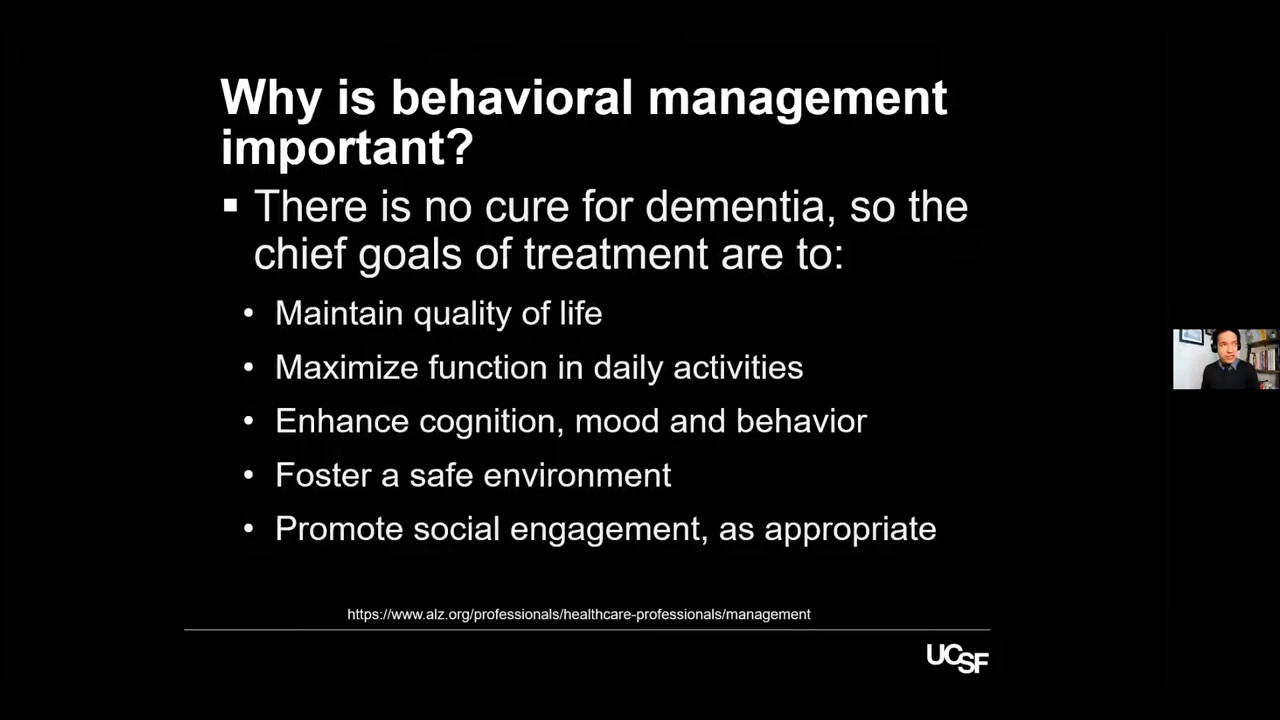 Why is behavioral management
important?
▪ There is no cure for dementia, so the
chief goals of treatment are to:
• Maintain quality of life
• Maximize function in daily activities
• Enhance cognition, mood and behavior
• Foster a safe environment
• Promote social engagement, as appropriate
https://www.alz.org/professionals/healthcare-professionals/management
UCSF